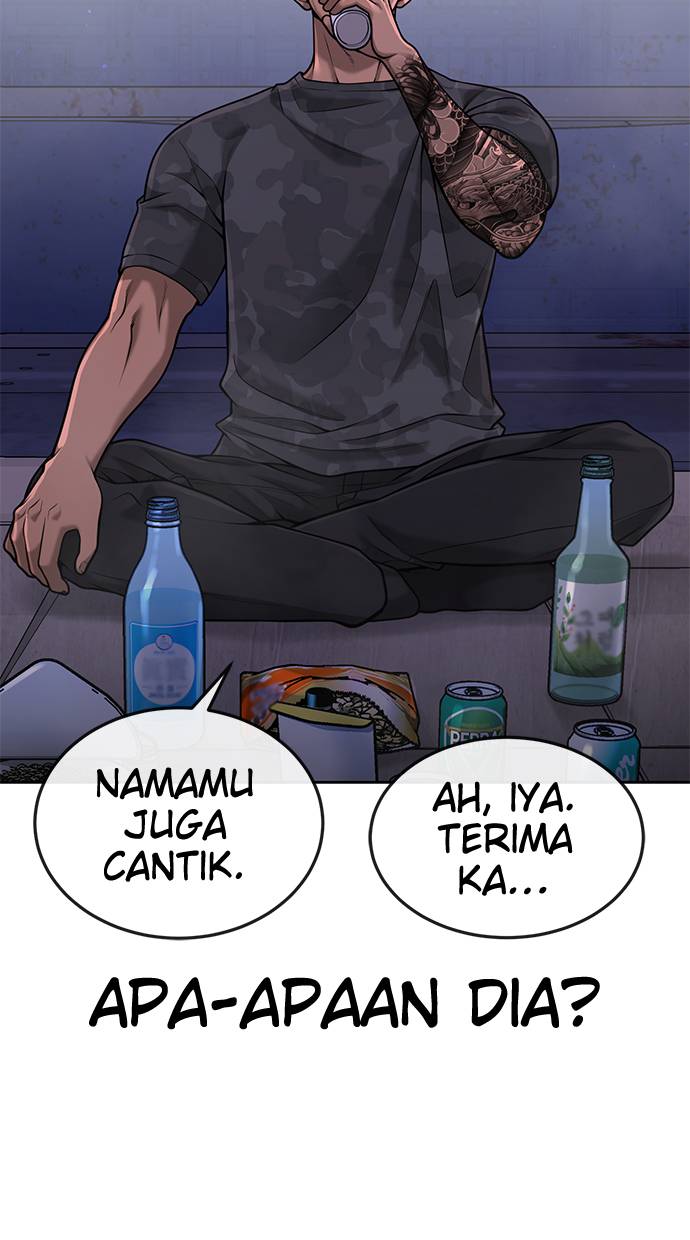 NAMAMU
JUGA
CANTIK.
AH, IYA.
TERIMA
KA...
APA-APAAN DIA?